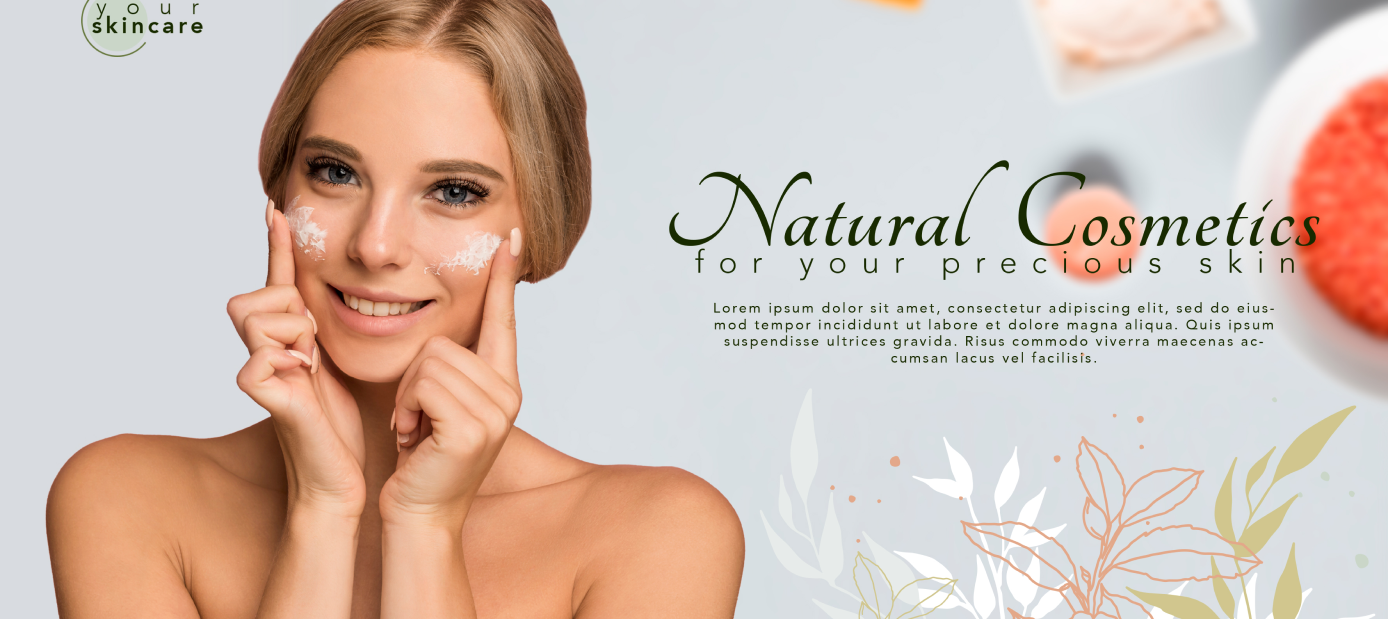 your
skincare
Natural Cosmetics
for your precious skin
Lorem ipsum dolor sit amet, consectetur adipiscing elit, sed do eius-
mod tempor incididunt ut labore et dolore magna aliqua. Quis ipsum
suspendisse ultrices gravida. Risus commodo viverra maecenas ac-
cumsan lacus vel facilisis.